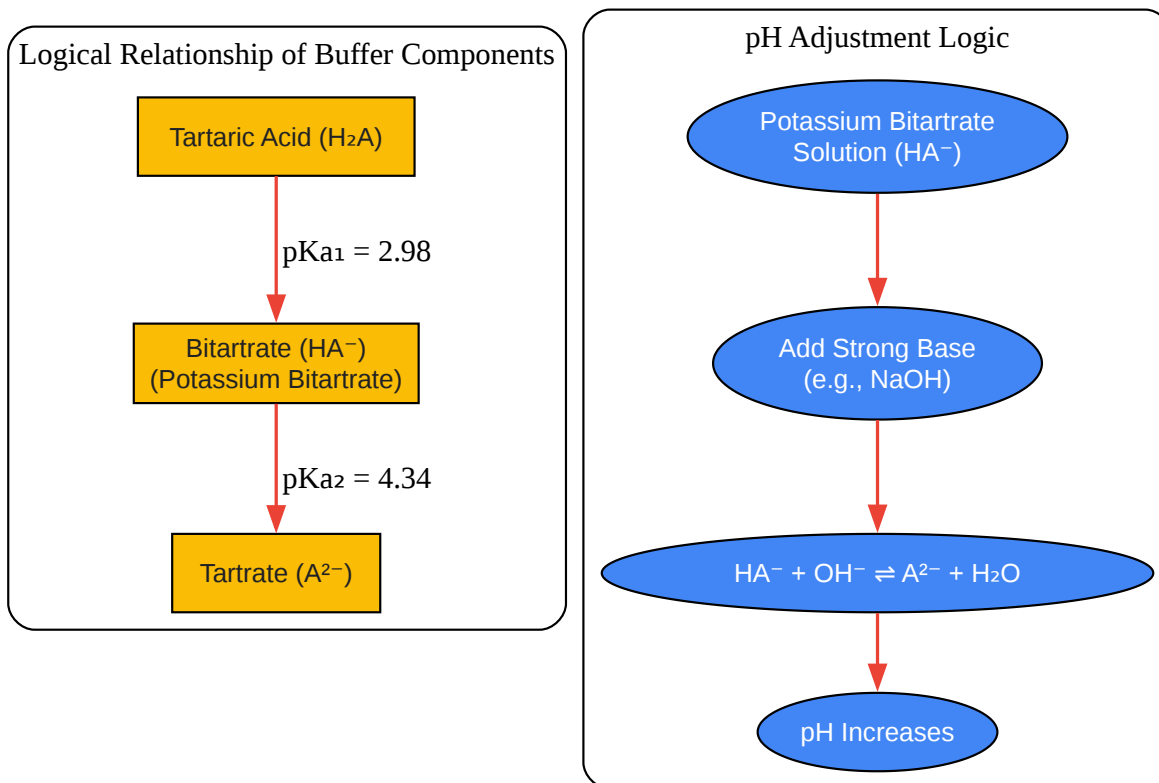 Logical Relationship of Buffer Components
Tartaric Acid (H₂A)
pKa₁ = 2.98
Bitartrate (HA⁻)
(Potassium Bitartrate)
pKa₂ = 4.34
Tartrate (A²⁻)
pH Adjustment Logic
Potassium Bitartrate
Solution (HA⁻)
Add Strong Base
(e.g., NaOH)
HA⁻ + OH⁻ ⇌ A²⁻ + H₂O
pH Increases